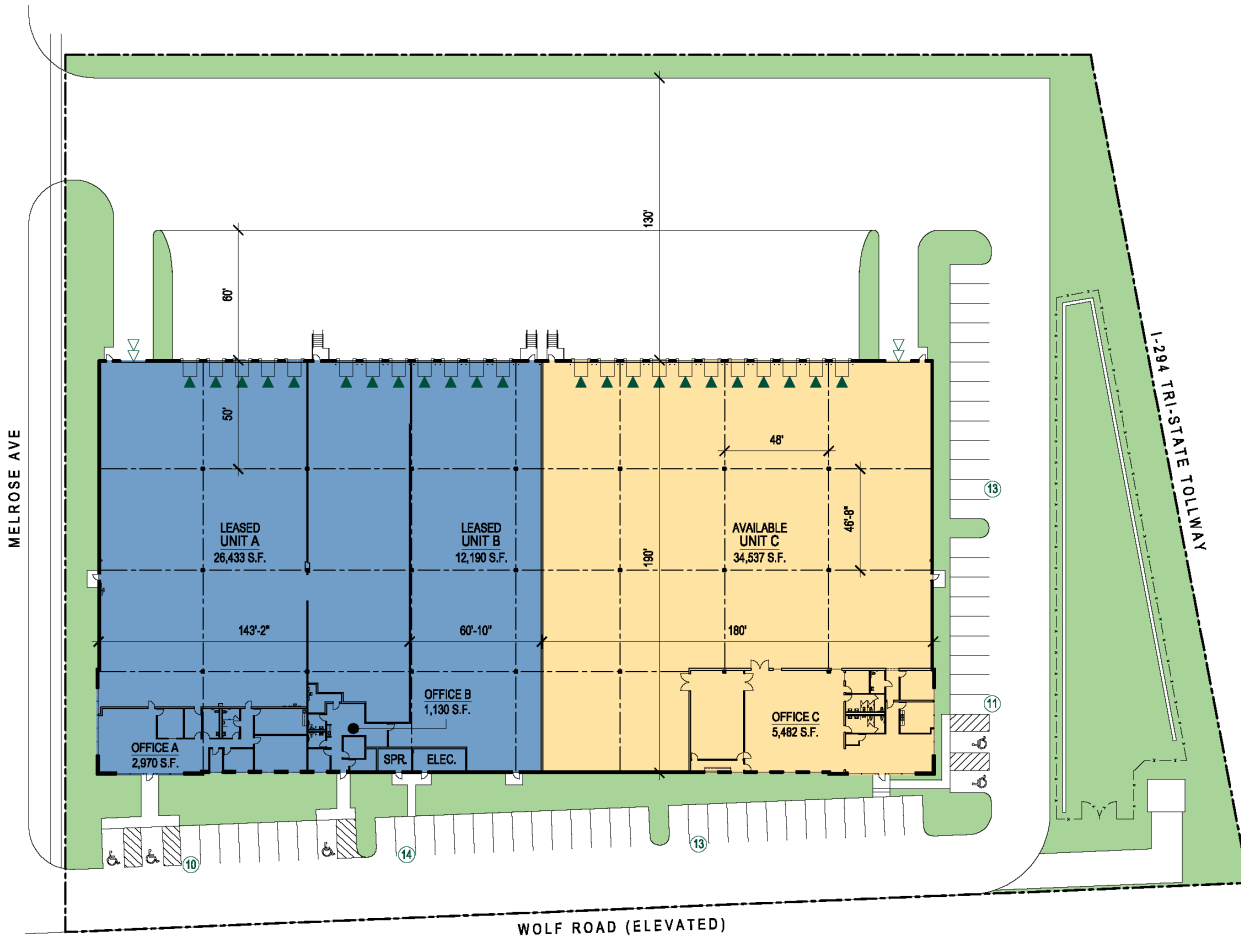 130'
60'
50'
48'
46'-8"
190'
MELROSE AVE
I-294 TRI-STATE TOLLWAY
LEASED
UNIT A
26,433 S.F.
LEASED
UNIT B
12,190 S.F.
AVAILABLE
UNIT C
34,537 S.F.
13
143'-2"
60'-10"
180'
OFFICE B
1,130 S.F.
OFFICE A
2,970 S.F.
SPR.
ELEC.
OFFICE C
5,482 S.F.
11
10
14
13
WOLF ROAD (ELEVATED)